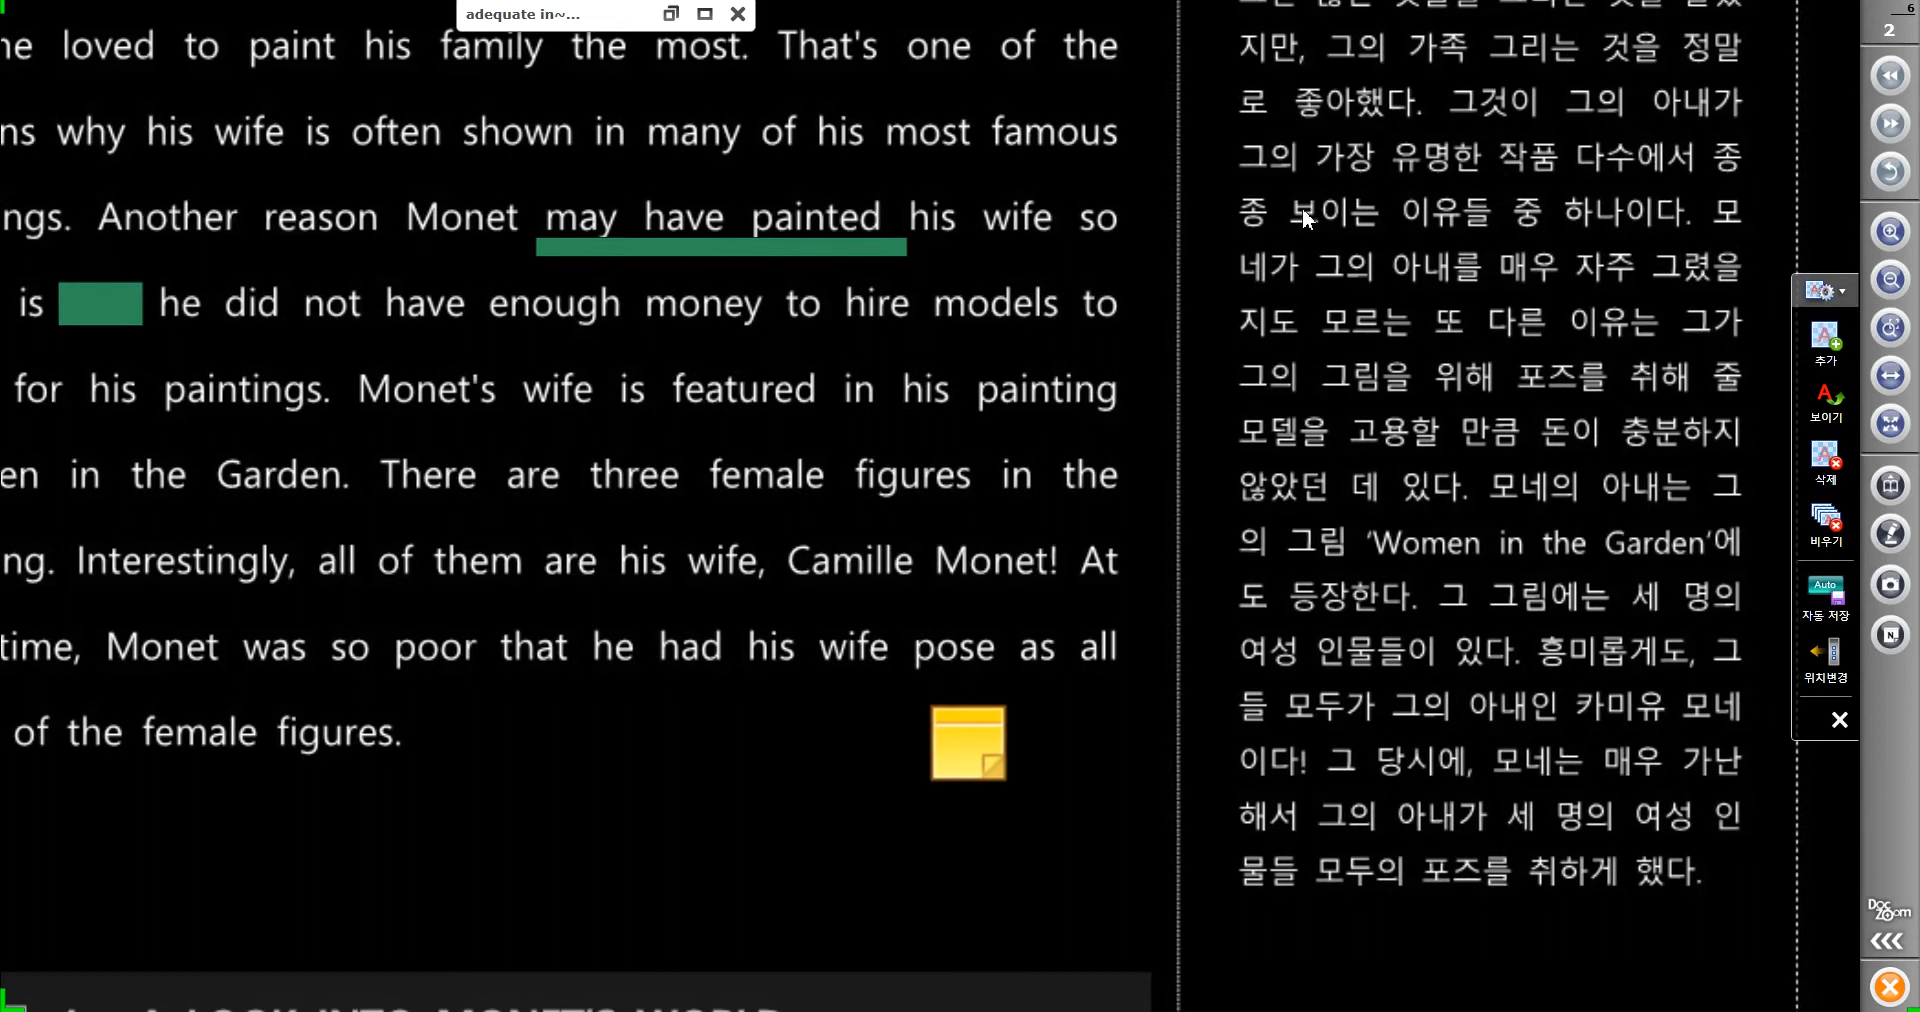 adequate in~...
he loved to paint his family the most. That's one of the
ns why his wife is often shown in many of his most famous
ngs. Another reason Monet may have painted his wife so
is he did not have enough money to hire models to
for his paintings. Monet's wife is featured in his painting
en in the Garden. There are three female figures in the
ng. Interestingly, all of them are his wife, Camille Monet! At
time, Monet was so poor that he had his wife pose as all
of the female figures.
지만, 그의 가족 그리는 것을 정말
로 좋아했다. 그것이 그의 아내가
그의 가장 유명한 작품 다수에서 종
종 보이는 이유들 중 하나이다. 모
네가 그의 아내를 매우 자주 그렸을
지도 모르는 또 다른 이유는 그가
그의 그림을 위해 포즈를 취해 줄
모델을 고용할 만큼 돈이 충분하지
않았던 데 있다. 모네의 아내는 그
의 그림 ‘Women in the Garden’에
도 등장한다. 그 그림에는 세 명의
여성 인물들이 있다. 흥미롭게도, 그
들 모두가 그의 아내인 카미유 모네
이다! 그 당시에, 모네는 매우 가난
해서 그의 아내가 세 명의 여성 인
물들 모두의 포즈를 취하게 했다.
6
2
추가
보이기
삭제
비우기
Auto
자동 저장
위치변경
Doc
Zoom